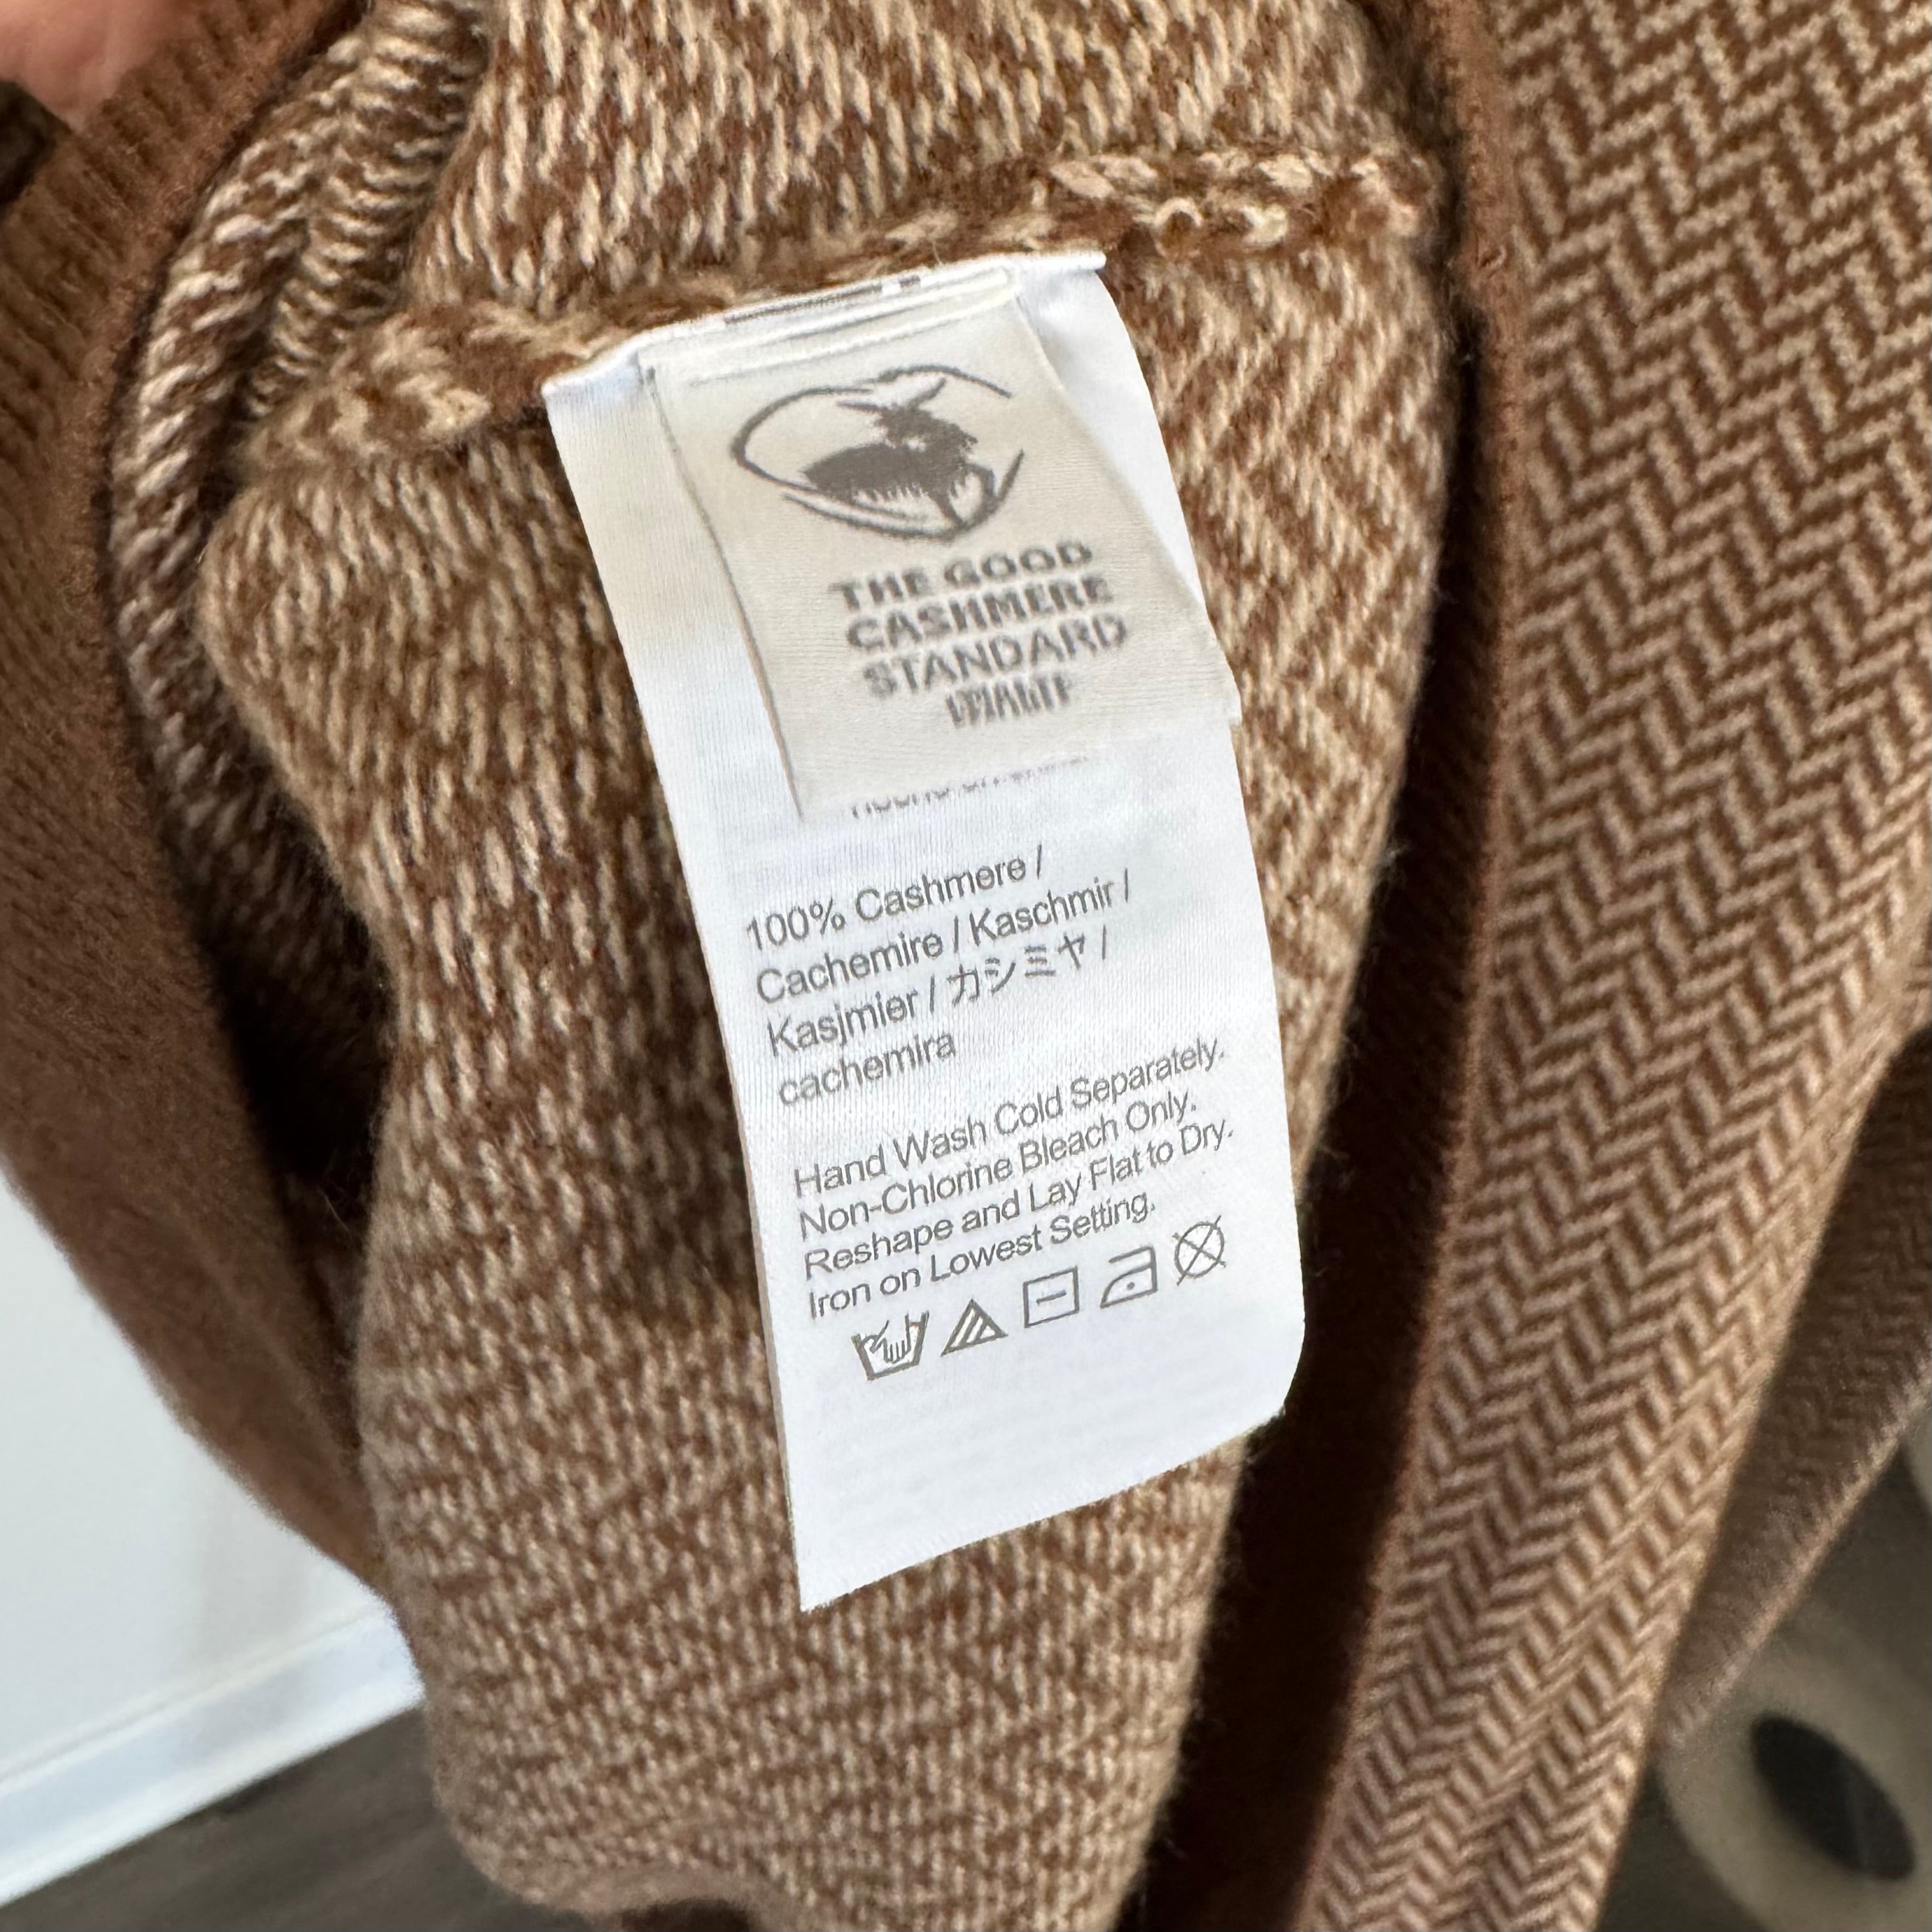 THE GOOD
CASHMERE
STANDARD
100% Cashmere /
Cachemire / Kaschmir /
Kasjmier / カシミヤ /
cachemira
Hand Wash Cold Separately.
Non-Chlorine Bleach Only.
Reshape and Lay Flat to Dry.
Iron on Lowest Setting.